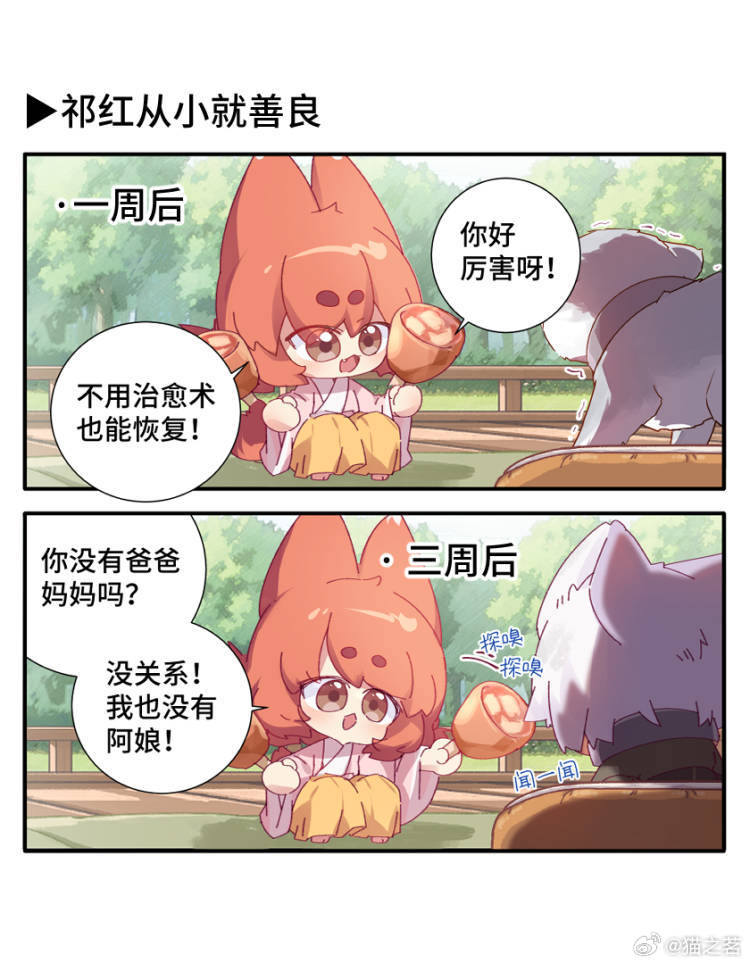 ▶祁红从小就善良
·一周后
你好
厉害呀！
不用治愈术
也能恢复！
你没有爸爸
妈妈吗？
·三周后
没关系！
我也没有
阿娘！
探嗅
探嗅
闻一闻
@猫之茗